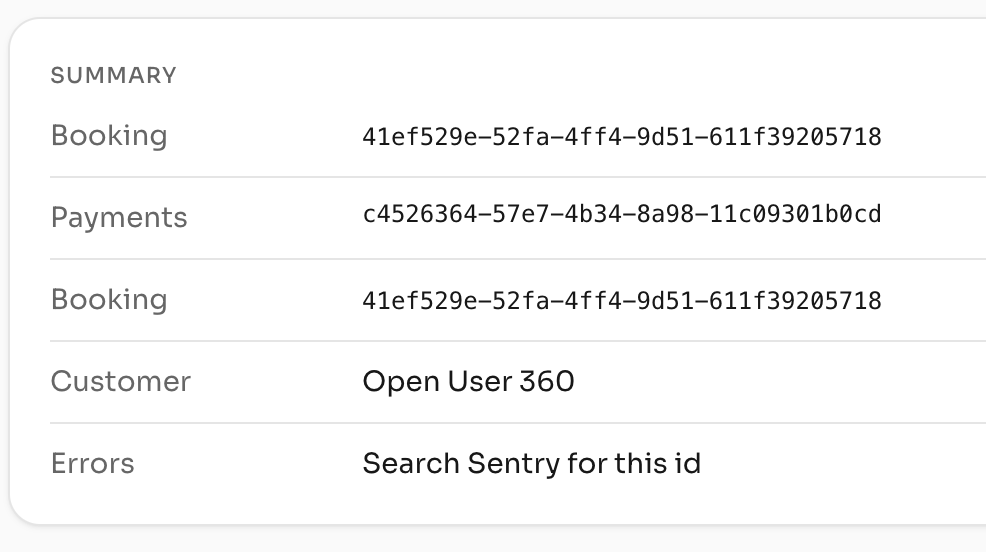 SUMMARY
Booking 41ef529e-52fa-4ff4-9d51-611f39205718
Payments c4526364-57e7-4b34-8a98-11c09301b0cd
Booking 41ef529e-52fa-4ff4-9d51-611f39205718
Customer Open User 360
Errors Search Sentry for this id